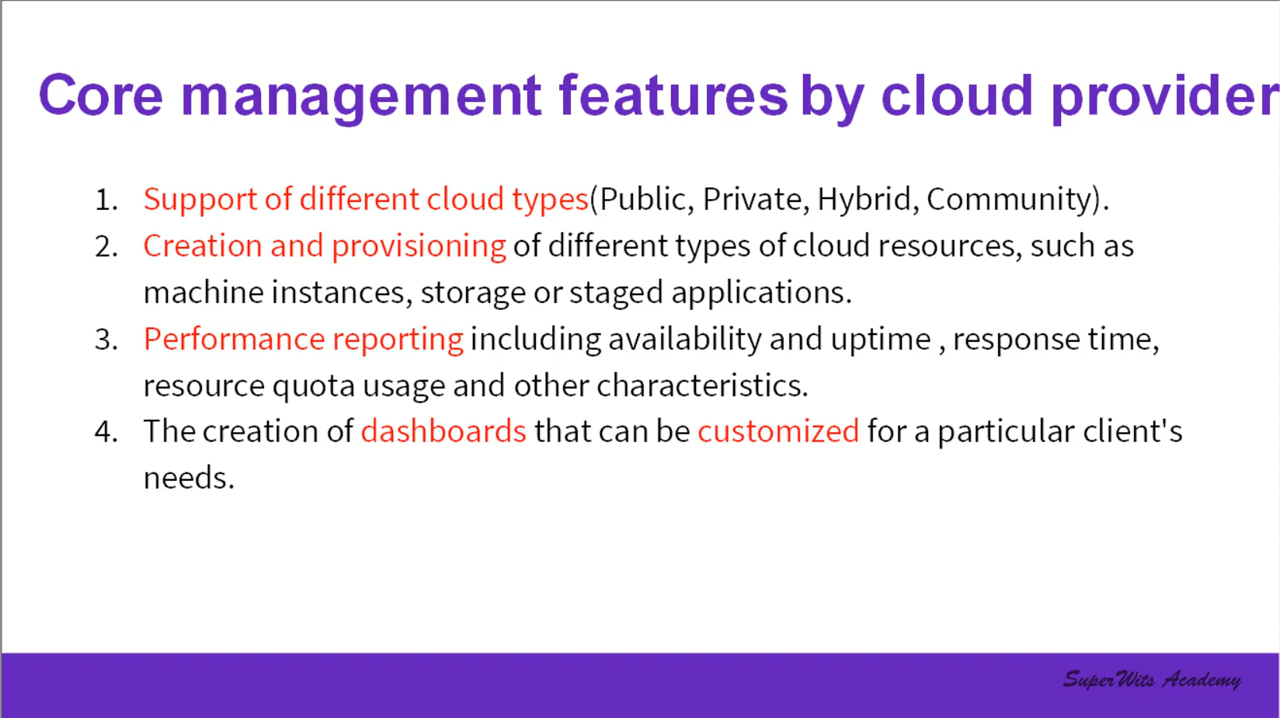 Core management features by cloud provider
1. Support of different cloud types(Public, Private, Hybrid, Community).
2. Creation and provisioning of different types of cloud resources, such as
machine instances, storage or staged applications.
3. Performance reporting including availability and uptime , response time,
resource quota usage and other characteristics.
4. The creation of dashboards that can be customized for a particular client's
needs.
SuperWits Academy